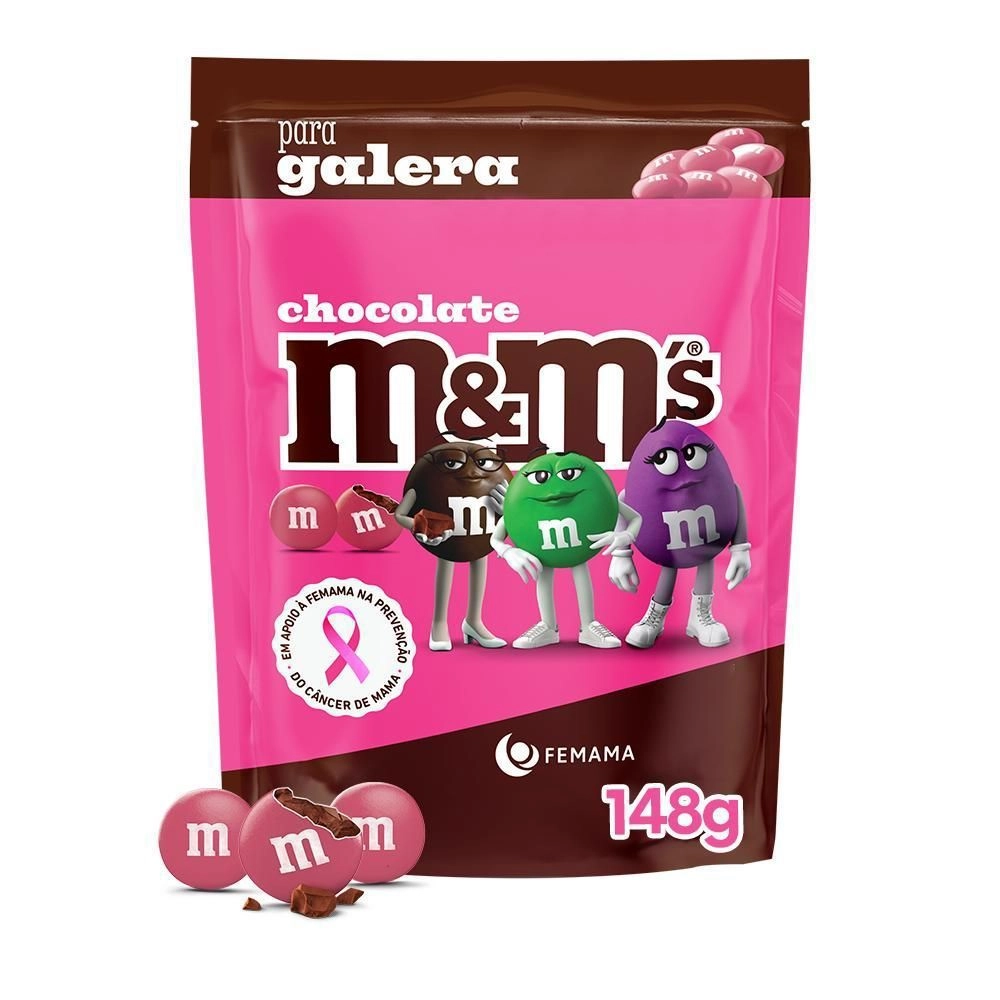 para
galera
chocolate
m&m's®
m
m
m
m
m
EM APOIO À FEMAMA NA PREVENÇÃO
DO CÂNCER DE MAMA
FEMAMA
148g
m
m
m